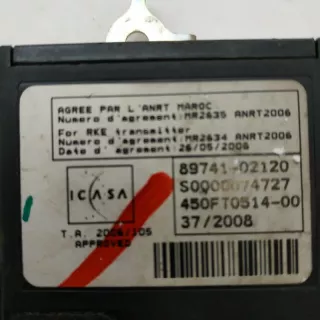 AGREE PAR L'ANRT MAROC
Numero d'agrement:MR2635 ANRT2006
For RKE transmitter
Numero d'agrement:MR2634 ANRT2006
Date d'agrement:26/05/2006
ICASA
T.A. 2006/105
APPROVED
89741-02120
S0000074727
450FT0514-00
37/2008